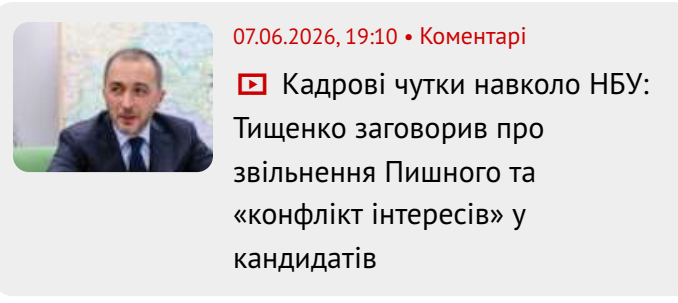 07.06.2026, 19:10 • Коментарі
Кадрові чутки навколо НБУ:
Тищенко заговорив про
звільнення Пишного та
«конфлікт інтересів» у
кандидатів